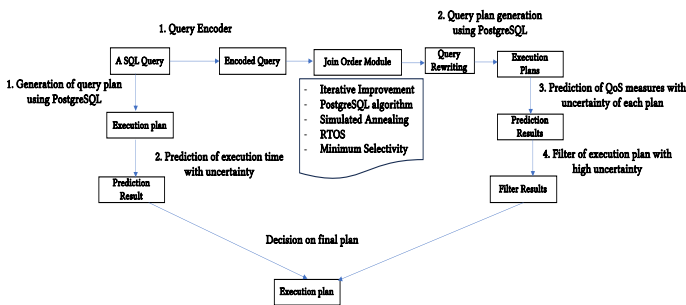 2. Query plan generation
using PostgreSQL
1. Query Encoder
A SQL Query
Encoded Query
Join Order Module
Query
Rewriting
Execution
Plans
1. Generation of query plan
using PostgreSQL
- Iterative Improvement
- PostgreSQL algorithm
- Simulated Annealing
- RTOS
- Minimum Selectivity
3. Prediction of QoS measures with
uncertainty of each plan
Execution plan
Prediction
Results
2. Prediction of execution time
with uncertainty
4. Filter of execution plan with
high uncertainty
Prediction
Result
Filter Results
Decision on final plan
Execution plan